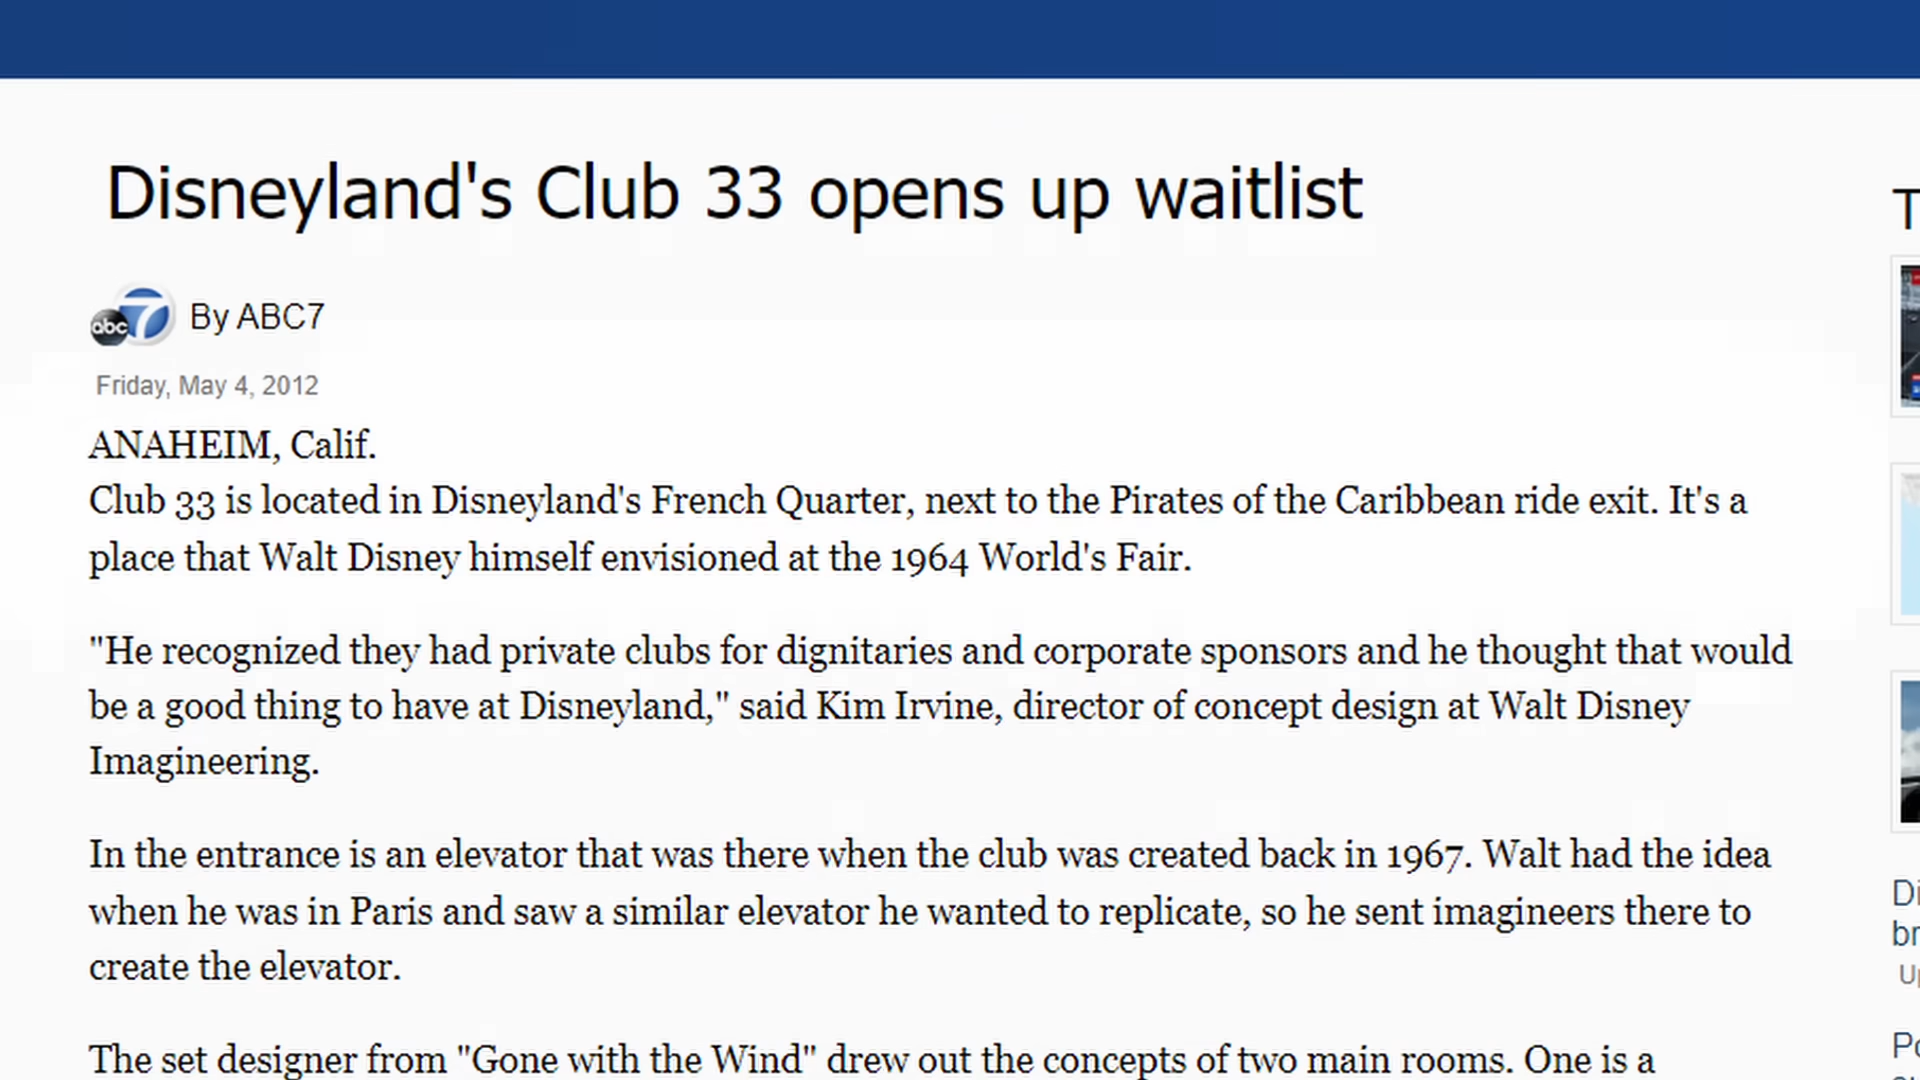 Disneyland's Club 33 opens up waitlist
abc 7 By ABC7
Friday, May 4, 2012
ANAHEIM, Calif.
Club 33 is located in Disneyland's French Quarter, next to the Pirates of the Caribbean ride exit. It's a
place that Walt Disney himself envisioned at the 1964 World's Fair.
"He recognized they had private clubs for dignitaries and corporate sponsors and he thought that would
be a good thing to have at Disneyland," said Kim Irvine, director of concept design at Walt Disney
Imagineering.
In the entrance is an elevator that was there when the club was created back in 1967. Walt had the idea
when he was in Paris and saw a similar elevator he wanted to replicate, so he sent imagineers there to
create the elevator.
The set designer from "Gone with the Wind" drew out the concepts of two main rooms. One is a